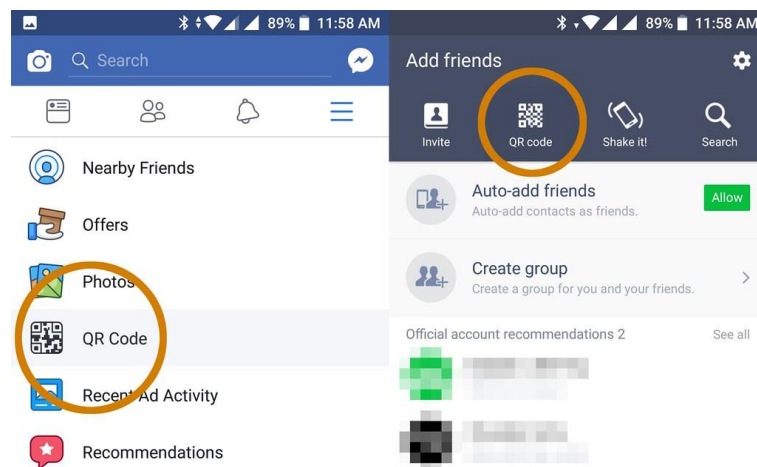 89% 11:58 AM
Search
Nearby Friends
Offers
Photos
QR Code
Recent Ad Activity
Recommendations
89% 11:58 AM
Add friends
Invite
QR code
Shake it!
Search
Auto-add friends
Auto-add contacts as friends.
Allow
Create group
Create a group for you and your friends.
Official account recommendations 2
See all